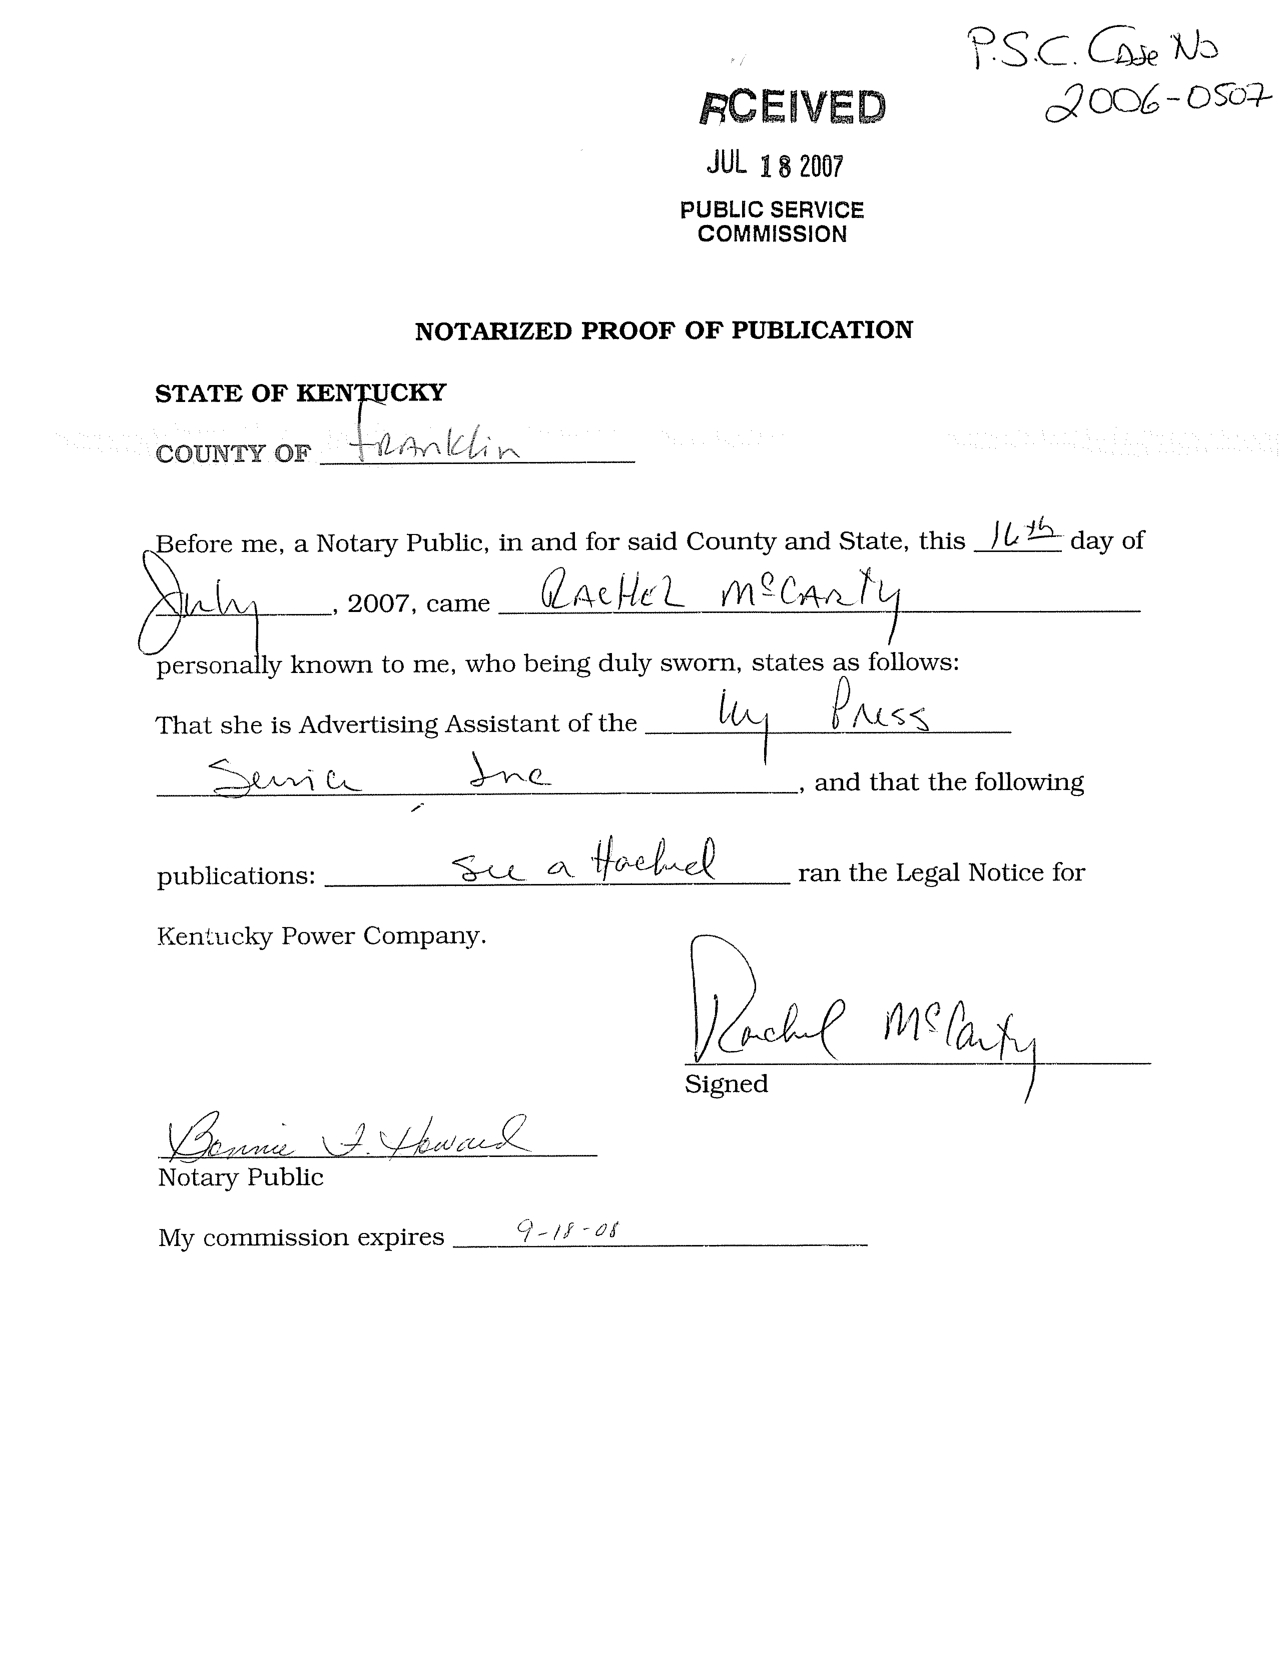 P.S.C. Case No
2006-0507
RCEIVED
JUL 18 2007
PUBLIC SERVICE
COMMISSION
NOTARIZED PROOF OF PUBLICATION
STATE OF KENTUCKY
COUNTY OF Franklin
Before me, a Notary Public, in and for said County and State, this 16th day of
July, 2007, came Rachel McCarty
personally known to me, who being duly sworn, states as follows:
That she is Advertising Assistant of the Ky Press
Service Inc, and that the following
publications: see attached ran the Legal Notice for
Kentucky Power Company.
Rachel McCarty
Signed
Bonnie J. Howard
Notary Public
My commission expires 9-18-08